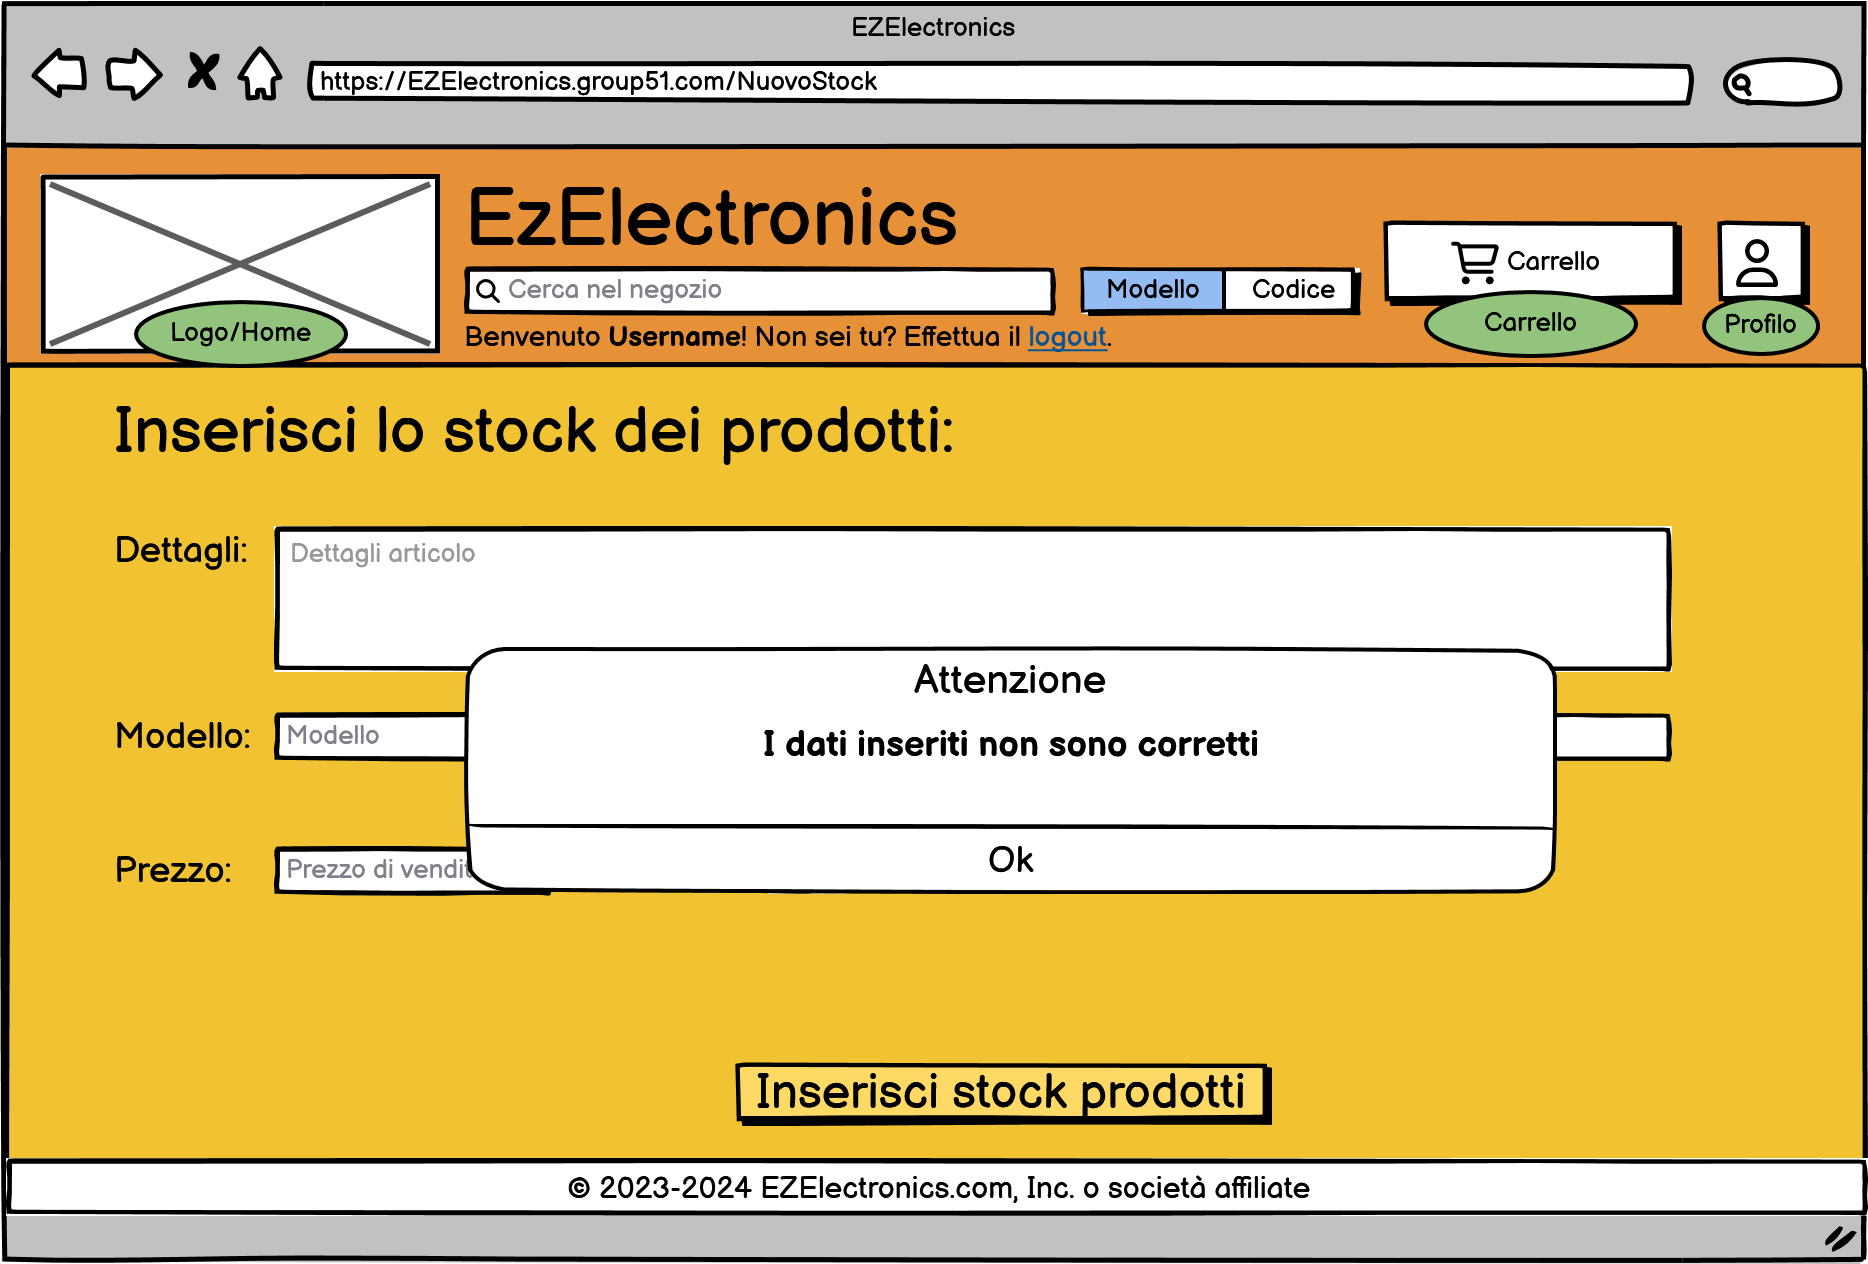 EZElectronics
https://EZElectronics.group51.com/NuovoStock
EzElectronics
Cerca nel negozio
Modello
Codice
Carrello
Logo/Home
Benvenuto Username! Non sei tu? Effettua il logout.
Carrello
Profilo
Inserisci lo stock dei prodotti:
Dettagli:
Dettagli articolo
Attenzione
Modello:
Modello
I dati inseriti non sono corretti
Prezzo:
Prezzo di vendit
Ok
Inserisci stock prodotti
© 2023-2024 EZElectronics.com, Inc. o società affiliate